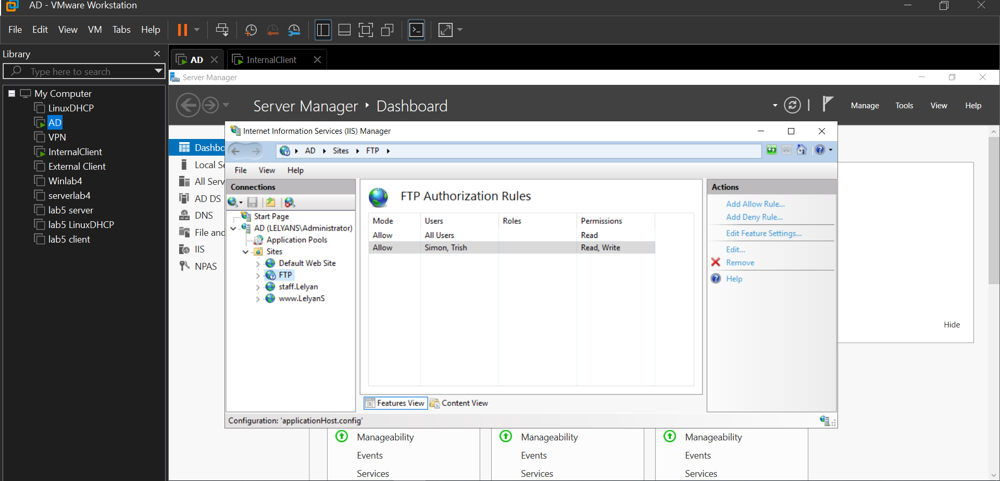 AD - VMware Workstation
File Edit View VM Tabs Help
Library
Type here to search
My Computer
LinuxDHCP
AD
VPN
InternalClient
External Client
Winlab4
serverlab4
lab5 server
lab5 LinuxDHCP
lab5 client
AD InternalClient
Server Manager
Server Manager Dashboard
Manage Tools View Help
Dashbo
Local Se
All Serv
AD DS
DNS
File and
IIS
NPAS
Internet Information Services (IIS) Manager
AD Sites FTP
File View Help
Connections
Start Page
AD (LELYANS\Administrator)
Application Pools
Sites
Default Web Site
FTP
staff.Lelyan
www.LelyanS
FTP Authorization Rules
Mode Users Roles Permissions
Allow All Users Read
Allow Simon, Trish Read, Write
Features View Content View
Actions
Add Allow Rule...
Add Deny Rule...
Edit Feature Settings...
Edit...
Remove
Help
Configuration: 'applicationHost.config'
Hide
Manageability Manageability Manageability
Events Events Events
Services Services Services